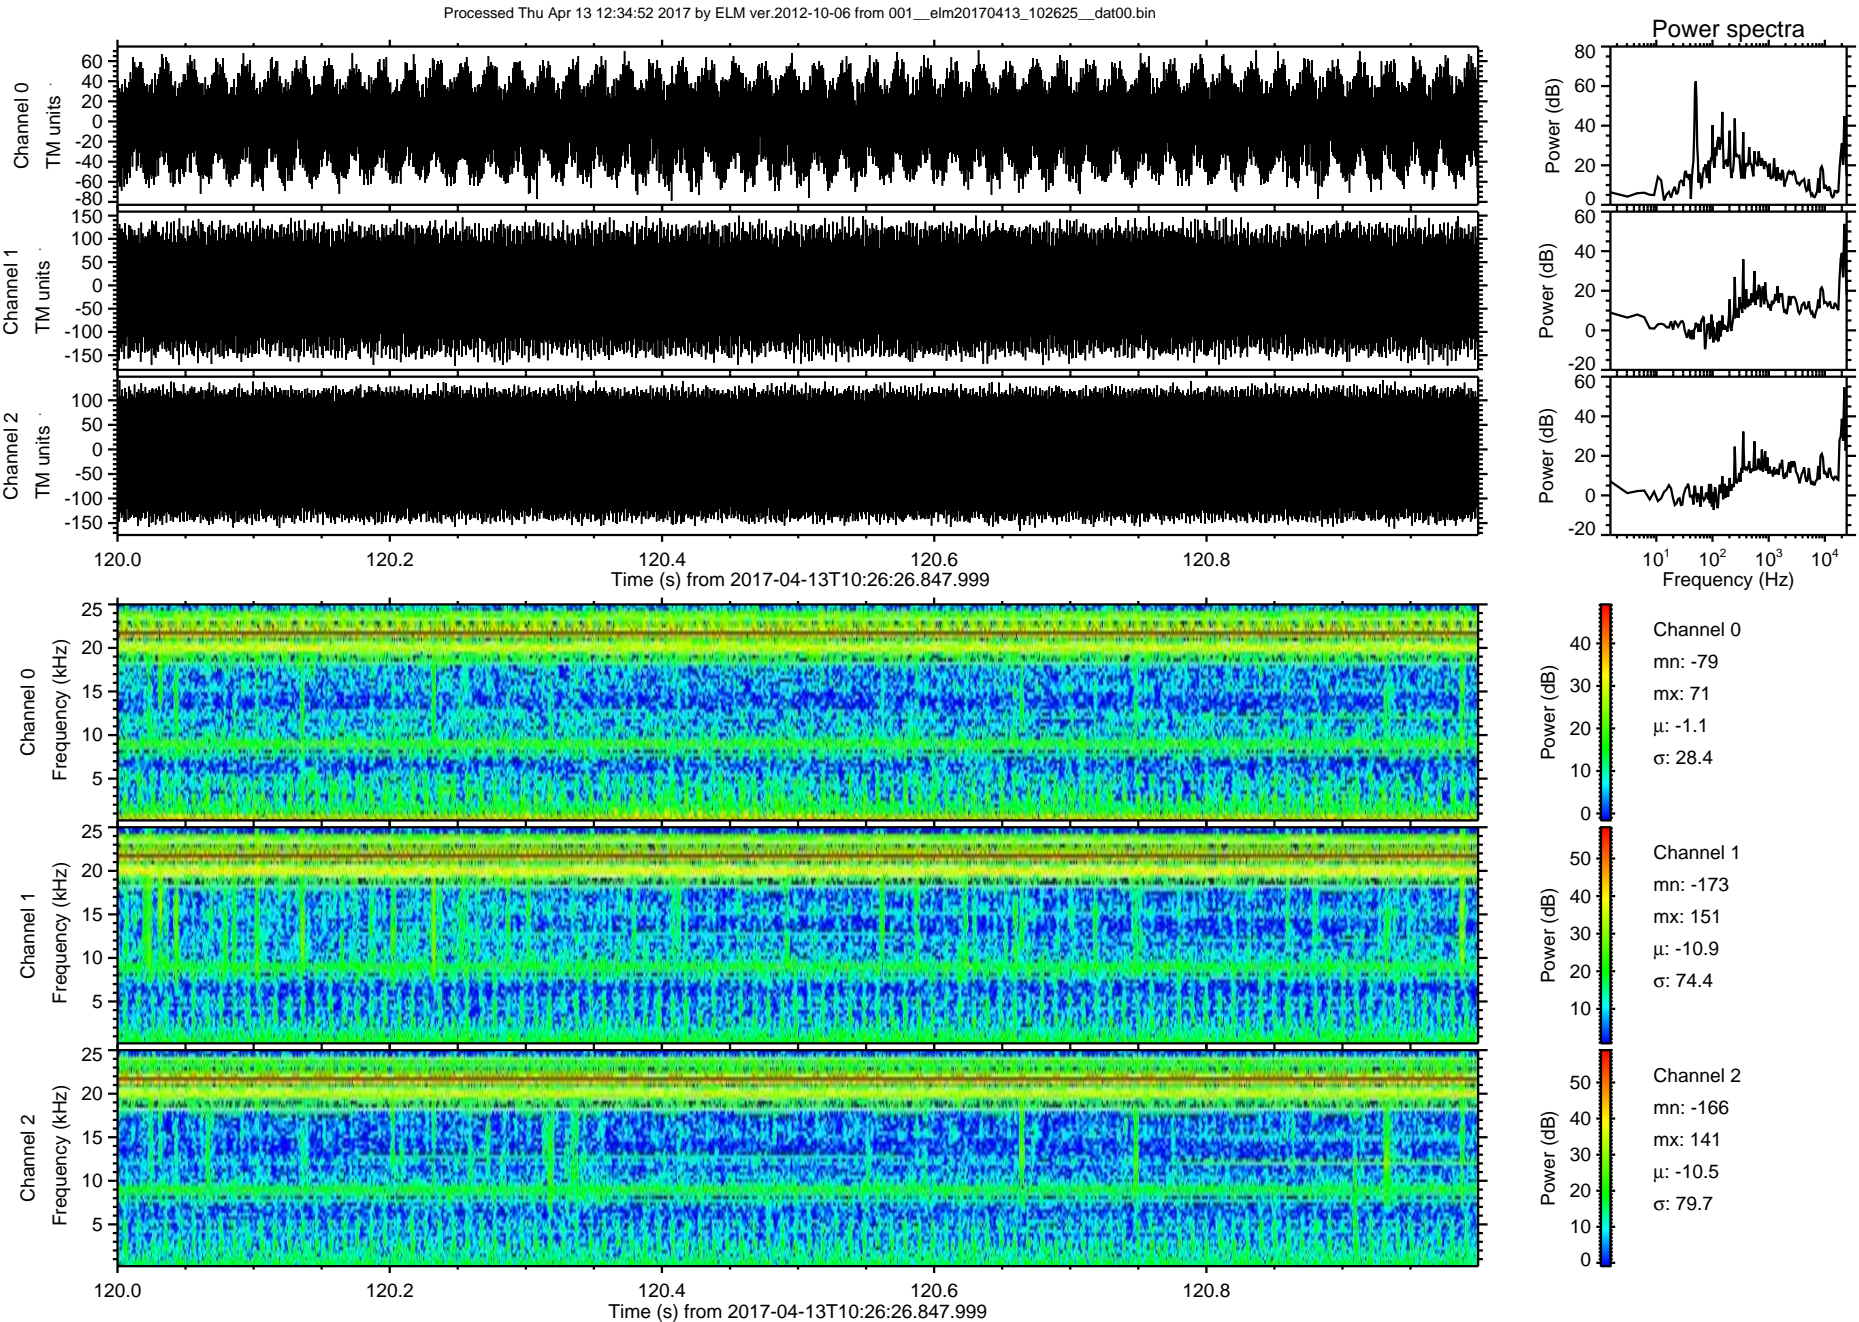 Processed Thu Apr 13 12:34:52 2017 by ELM ver.2012-10-06 from 001__elm20170413_102625__dat00.bin
Power spectra
Channel 0
TM units
60
40
20
0
-20
-40
-60
-80
Power (dB)
80
60
40
20
0
Channel 1
TM units
150
100
50
0
-50
-100
-150
Power (dB)
60
40
20
0
-20
Channel 2
TM units
100
50
0
-50
-100
-150
Power (dB)
60
40
20
0
-20
120.0 120.2 120.4 120.6 120.8
Time (s) from 2017-04-13T10:26:26.847.999
10^1 10^2 10^3 10^4
Frequency (Hz)
Channel 0
Frequency (kHz)
25
20
15
10
5
Power (dB)
40
30
20
10
0
Channel 0
mn: -79
mx: 71
μ: -1.1
σ: 28.4
Channel 1
Frequency (kHz)
25
20
15
10
5
Power (dB)
50
40
30
20
10
Channel 1
mn: -173
mx: 151
μ: -10.9
σ: 74.4
Channel 2
Frequency (kHz)
25
20
15
10
5
Power (dB)
50
40
30
20
10
0
Channel 2
mn: -166
mx: 141
μ: -10.5
σ: 79.7
120.0 120.2 120.4 120.6 120.8
Time (s) from 2017-04-13T10:26:26.847.999